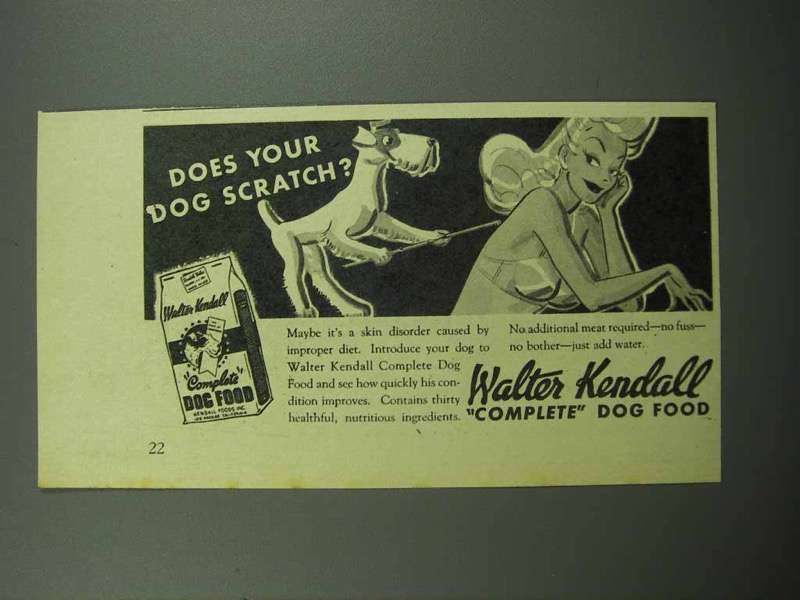 DOES YOUR
DOG SCRATCH?
Walter Kendall
"Complete"
DOG FOOD
KENDALL FOODS INC.
LOS ANGELES CALIFORNIA
Maybe it's a skin disorder caused by
improper diet. Introduce your dog to
Walter Kendall Complete Dog
Food and see how quickly his con-
dition improves. Contains thirty
healthful, nutritious ingredients.
No additional meat required—no fuss—
no bother—just add water.
Walter Kendall
"COMPLETE" DOG FOOD
22